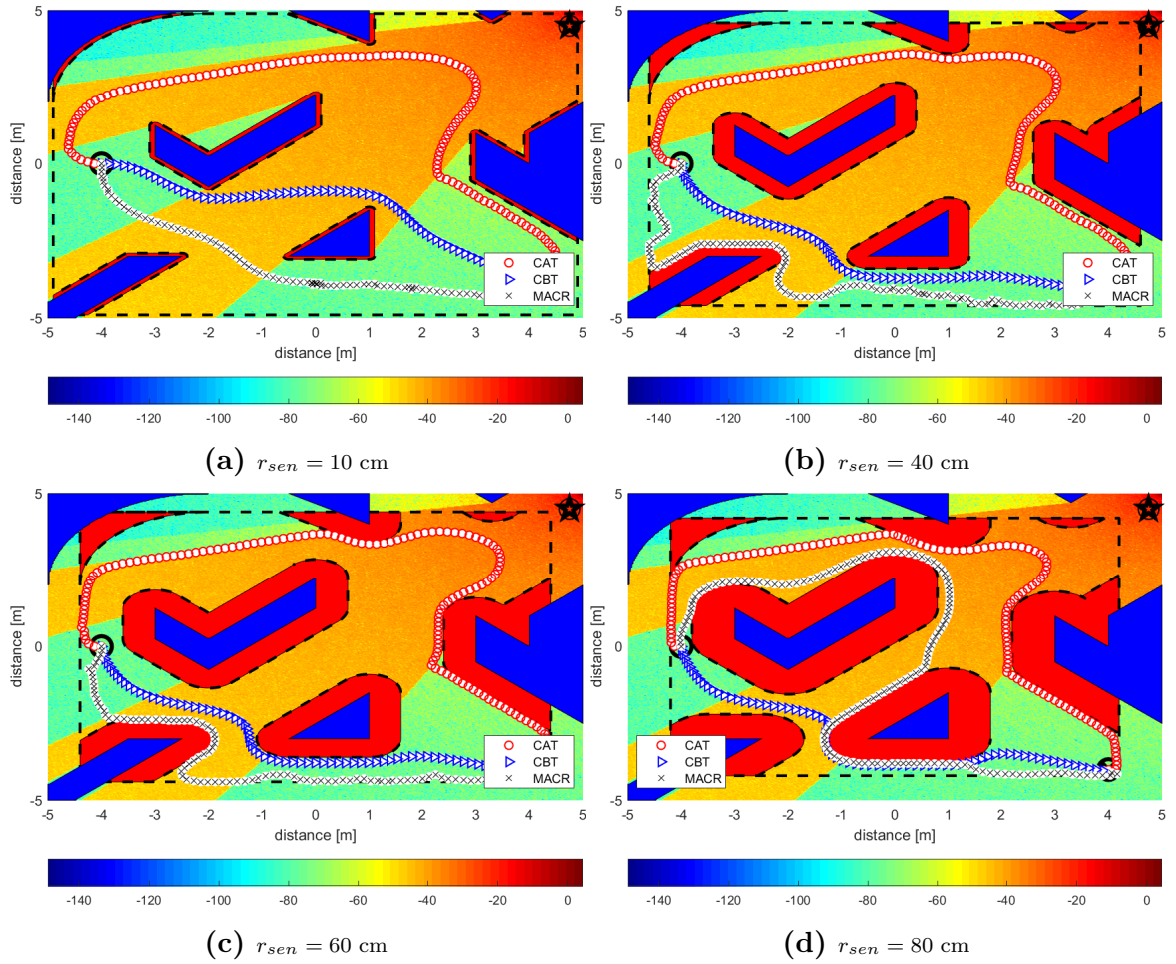 5
0
-5
distance [m]
CAT
CBT
MACR
-5 -4 -3 -2 -1 0 1 2 3 4 5
distance [m]
-140 -120 -100 -80 -60 -40 -20 0
(a) r_sen = 10 cm
5
0
-5
distance [m]
CAT
CBT
MACR
-5 -4 -3 -2 -1 0 1 2 3 4 5
distance [m]
-140 -120 -100 -80 -60 -40 -20 0
(b) r_sen = 40 cm
5
0
-5
distance [m]
CAT
CBT
MACR
-5 -4 -3 -2 -1 0 1 2 3 4 5
distance [m]
-140 -120 -100 -80 -60 -40 -20 0
(c) r_sen = 60 cm
5
0
-5
distance [m]
CAT
CBT
MACR
-5 -4 -3 -2 -1 0 1 2 3 4 5
distance [m]
-140 -120 -100 -80 -60 -40 -20 0
(d) r_sen = 80 cm